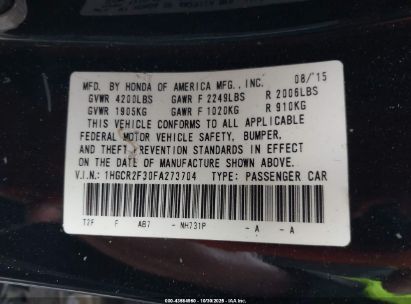 MFD. BY HONDA OF AMERICA MFG., INC. 08/15
GVWR 4200LBS GAWR F 2249LBS R 2006LBS
GVWR 1905KG GAWR F 1020KG R 910KG
THIS VEHICLE CONFORMS TO ALL APPLICABLE
FEDERAL MOTOR VEHICLE SAFETY, BUMPER,
AND THEFT PREVENTION STANDARDS IN EFFECT
ON THE DATE OF MANUFACTURE SHOWN ABOVE.
V.I.N.: 1HGCR2F30FA273704 TYPE: PASSENGER CAR
T2F F AB7 - NH731P - A - A